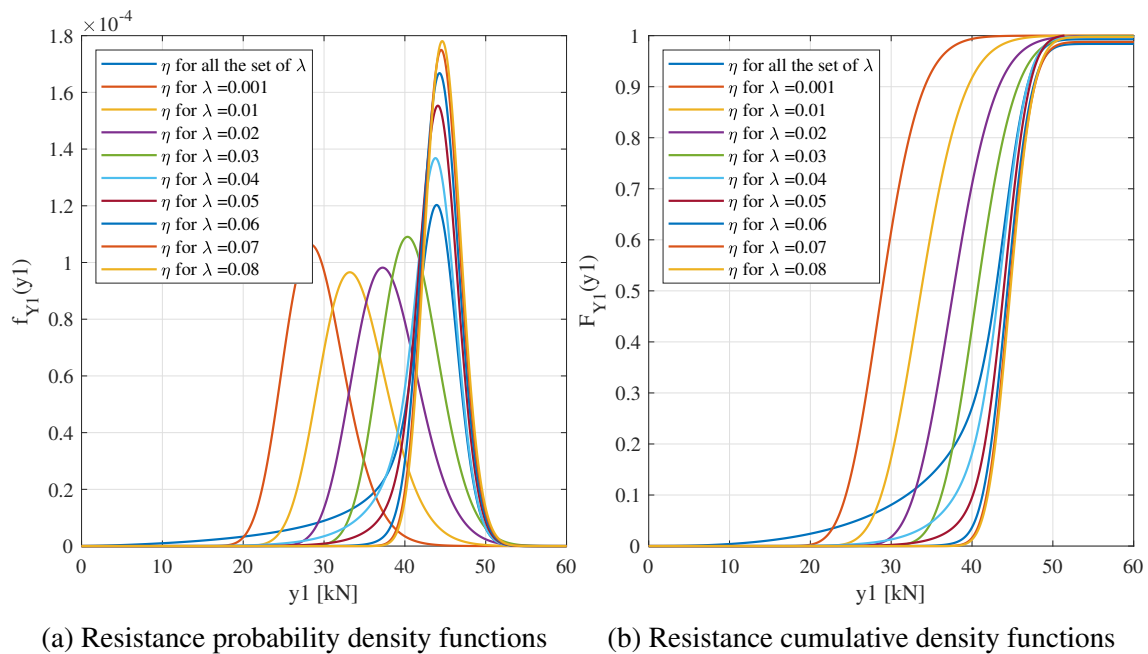 ×10⁻⁴
1.8
1.6
1.4
1.2
1
0.8
0.6
0.4
0.2
0
f_Y1(y1)
η for all the set of λ
η for λ =0.001
η for λ =0.01
η for λ =0.02
η for λ =0.03
η for λ =0.04
η for λ =0.05
η for λ =0.06
η for λ =0.07
η for λ =0.08
0 10 20 30 40 50 60
y1 [kN]
(a) Resistance probability density functions
1
0.9
0.8
0.7
0.6
0.5
0.4
0.3
0.2
0.1
0
F_Y1(y1)
η for all the set of λ
η for λ =0.001
η for λ =0.01
η for λ =0.02
η for λ =0.03
η for λ =0.04
η for λ =0.05
η for λ =0.06
η for λ =0.07
η for λ =0.08
0 10 20 30 40 50 60
y1 [kN]
(b) Resistance cumulative density functions